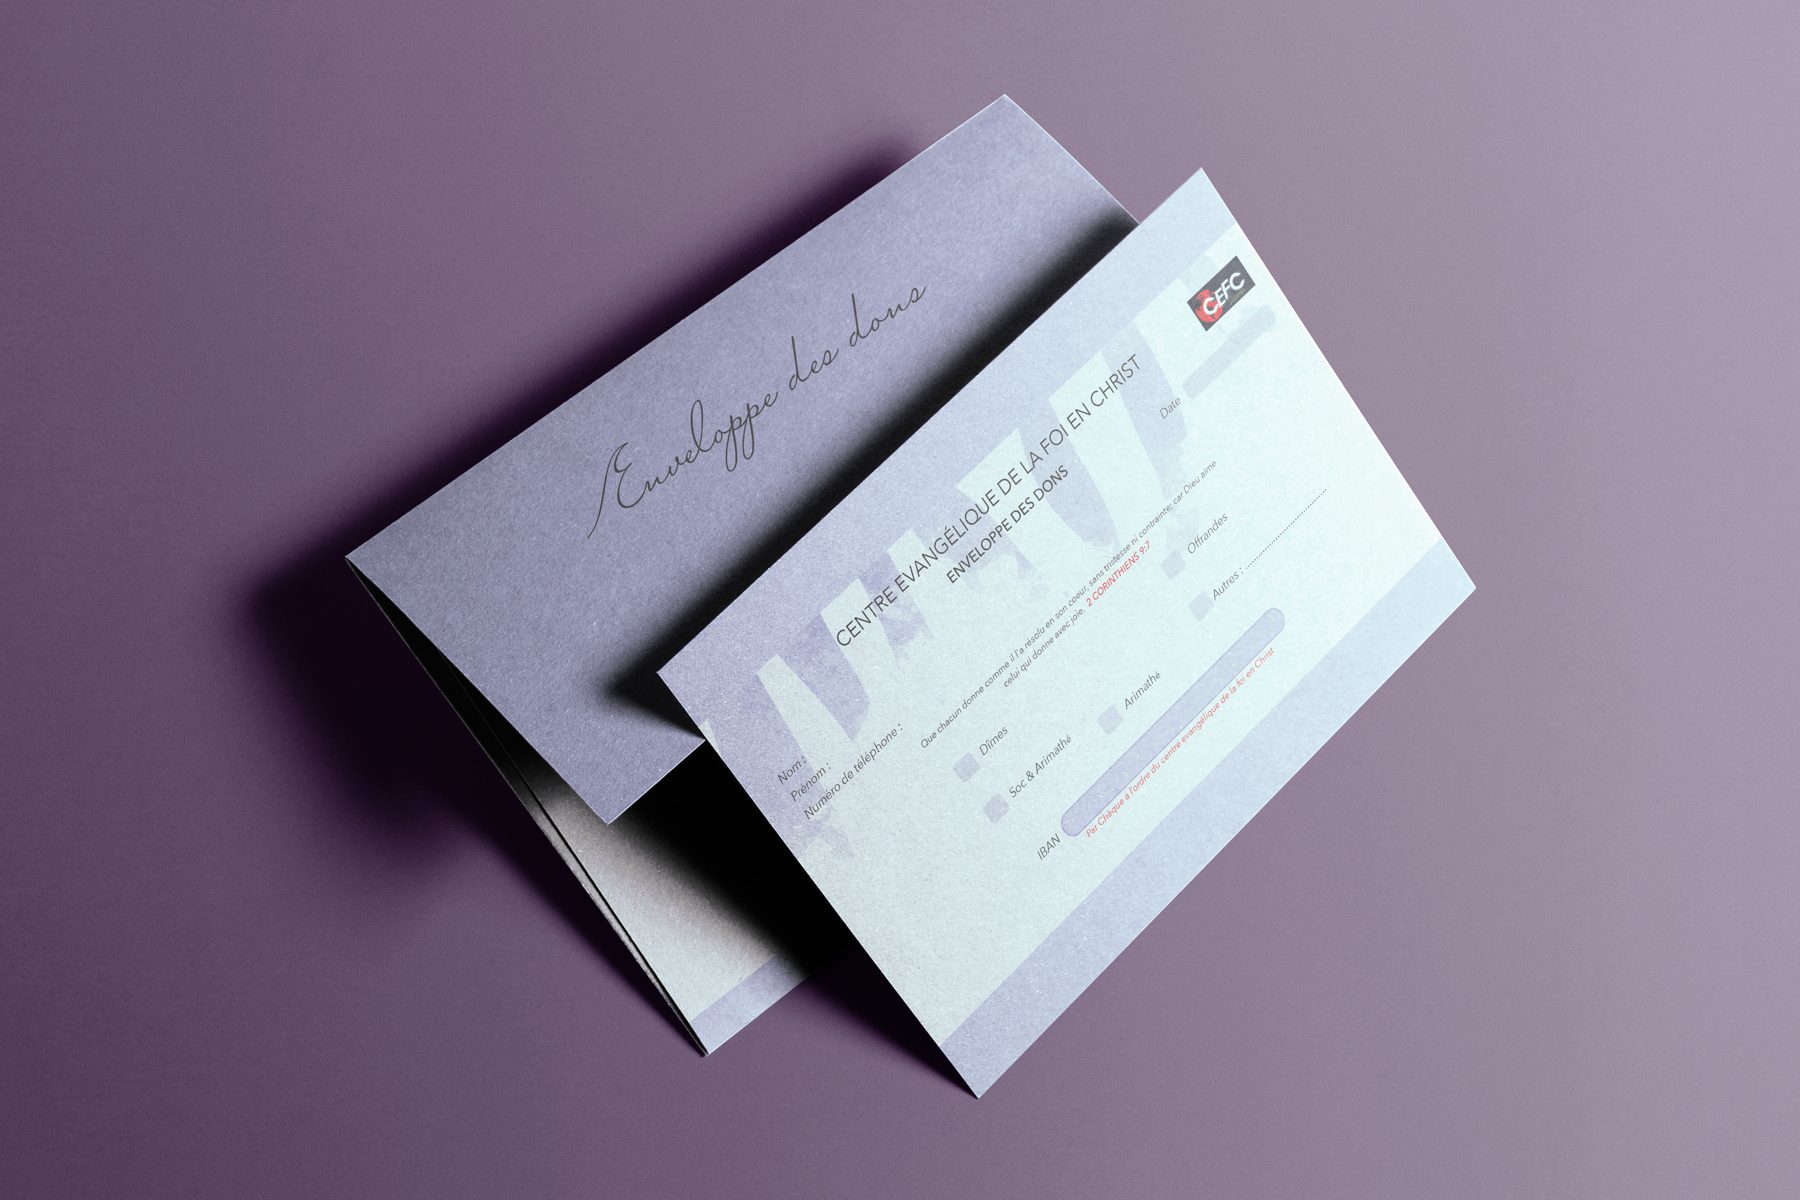 Enveloppe des dons
CEFC
CENTRE EVANGÉLIQUE DE LA FOI EN CHRIST
ENVELOPPE DES DONS
Date
Nom :
Prénom :
Numéro de téléphone :
Que chacun donne comme il l'a résolu en son coeur, sans tristesse ni contrainte; car Dieu aime
celui qui donne avec joie. 2 CORINTHIENS 9:7
Dîmes
Arimathé
Offrandes
Soc & Arimathé
Autres : ........................................
IBAN
Par Chèque a l'ordre du centre evangélique de la foi en Christ